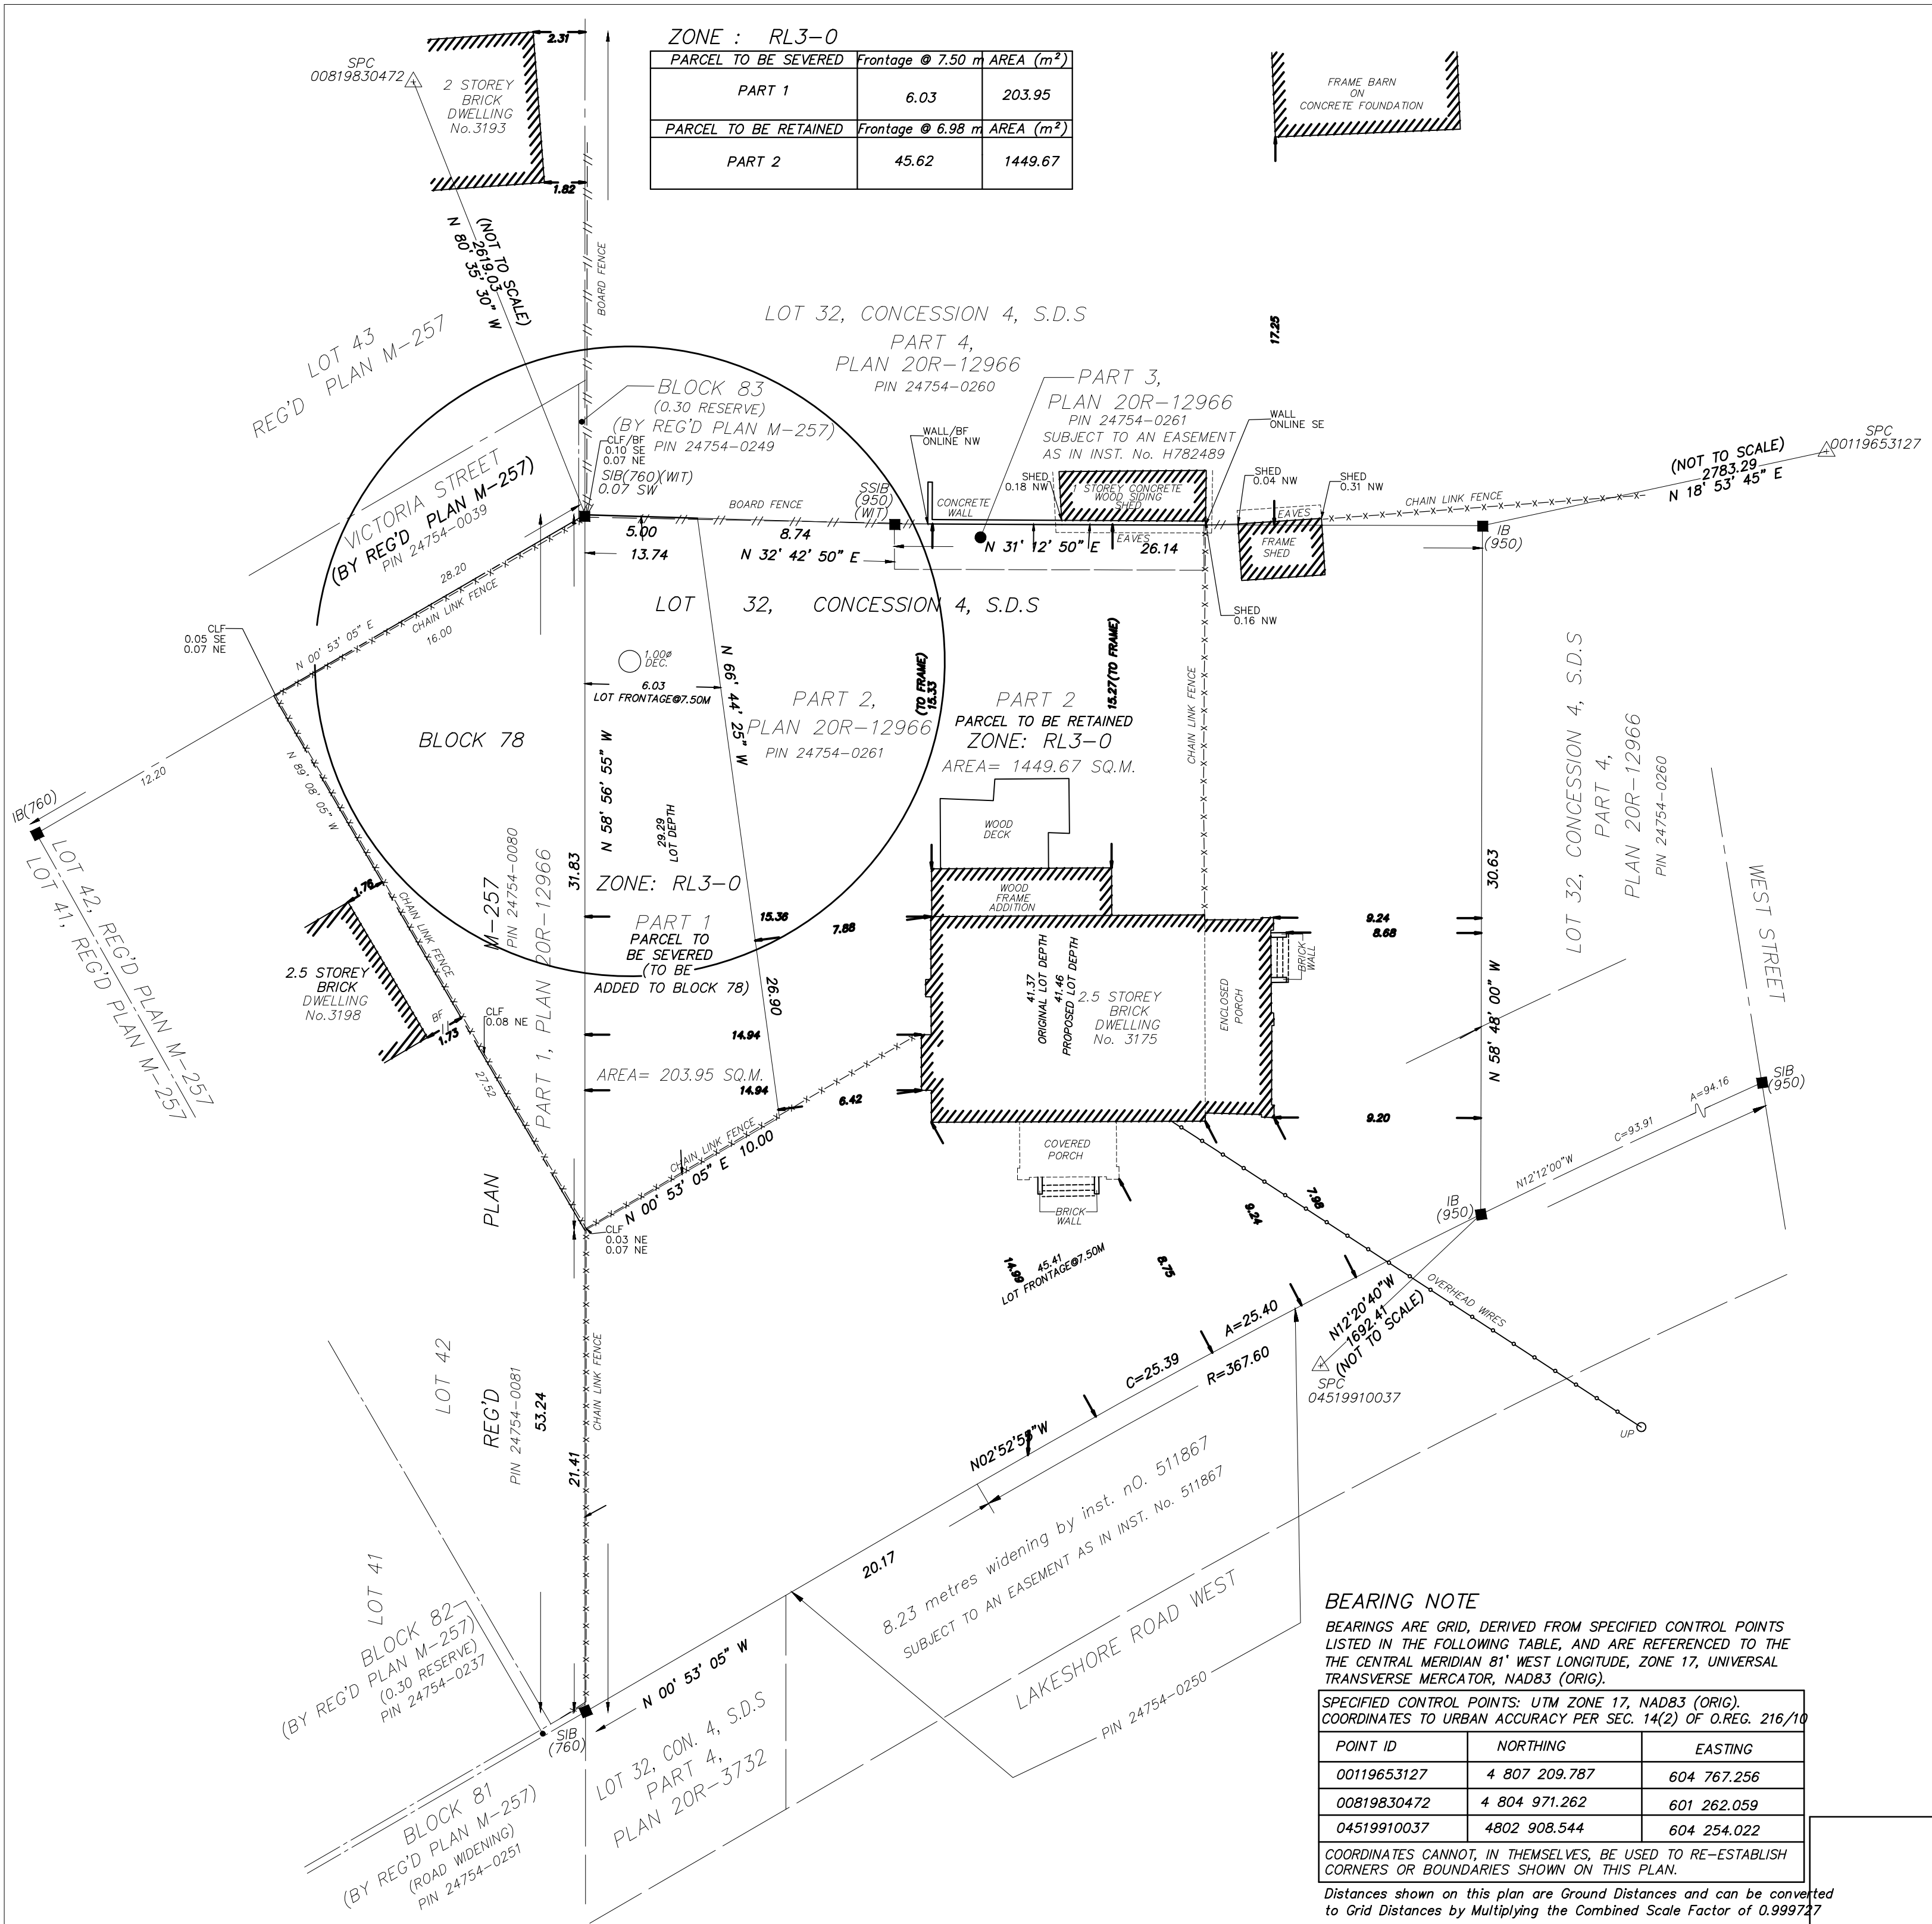 ZONE : RL3-0
PARCEL TO BE SEVERED Frontage @ 7.50 m AREA (m²)
PART 1 6.03 203.95
PARCEL TO BE RETAINED Frontage @ 6.98 m AREA (m²)
PART 2 45.62 1449.67
2.31
SPC
00819830472
2 STOREY
BRICK
DWELLING
No.3193
1.82
FRAME BARN
ON
CONCRETE FOUNDATION
(NOT TO SCALE)
2619.03
N 80' 35' 30" W
BOARD FENCE
LOT 43
REG'D PLAN M-257
LOT 32, CONCESSION 4, S.D.S
PART 4,
PLAN 20R-12966
PIN 24754-0260
17.25
BLOCK 83
(0.30 RESERVE)
(BY REG'D PLAN M-257)
PIN 24754-0249
CLF/BF
0.10 SE
0.07 NE
SIB(760)(WIT)
0.07 SW
PART 3,
PLAN 20R-12966
PIN 24754-0261
SUBJECT TO AN EASEMENT
AS IN INST. No. H782489
WALL/BF
ONLINE NW
WALL
ONLINE SE
SPC
00119653127
(NOT TO SCALE)
2783.29
N 18' 53' 45" E
VICTORIA STREET
(BY REG'D PLAN M-257)
PIN 24754-0039
SSIB
(950)
(WIT)
BOARD FENCE
CONCRETE
WALL
SHED
0.18 NW
1 STOREY CONCRETE
WOOD SIDING
SHED
SHED
0.04 NW
SHED
0.31 NW
CHAIN LINK FENCE
EAVES
FRAME
SHED
IB
(950)
5.00
8.74
13.74
N 32' 42' 50" E
N 31' 12' 50" E
EAVES
26.14
SHED
0.16 NW
28.20
CHAIN LINK FENCE
16.00
N 00' 53' 05" E
CLF
0.05 SE
0.07 NE
LOT 32, CONCESSION 4, S.D.S
1.00ø
DEC.
6.03
LOT FRONTAGE@7.50M
N 66' 44' 25" W
PART 2,
PLAN 20R-12966
PIN 24754-0261
(TO FRAME)
15.33
15.27(TO FRAME)
PART 2
PARCEL TO BE RETAINED
ZONE: RL3-0
AREA= 1449.67 SQ.M.
CHAIN LINK FENCE
LOT 32, CONCESSION 4, S.D.S
PART 4,
PLAN 20R-12966
PIN 24754-0260
WEST STREET
BLOCK 78
12.20
IB(760)
N 89' 08' 05" W
N 58' 56' 55" W
29.29
LOT DEPTH
WOOD
DECK
30.63
LOT 42, REG'D PLAN M-257
LOT 41, REG'D PLAN M-257
1.76
CHAIN LINK FENCE
M-257
PIN 24754-0080
PART 1, PLAN 20R-12966
31.83
ZONE: RL3-0
WOOD
FRAME
ADDITION
PART 1
PARCEL TO
BE SEVERED
(TO BE
ADDED TO BLOCK 78)
15.36
7.88
9.24
8.68
BRICK
WALL
2.5 STOREY
BRICK
DWELLING
No.3198
BF
1.73
CLF
0.08 NE
27.52
26.90
41.37
ORIGINAL LOT DEPTH
41.46
PROPOSED LOT DEPTH
2.5 STOREY
BRICK
DWELLING
No. 3175
ENCLOSED
PORCH
N 58' 48' 00" W
14.94
AREA= 203.95 SQ.M.
14.94
6.42
9.20
SIB
(950)
A=94.16
C=93.91
N12'12'00"W
CHAIN LINK FENCE
N 00' 53' 05" E 10.00
COVERED
PORCH
BRICK
WALL
CLF
0.03 NE
0.07 NE
PLAN
IB
(950)
7.98
9.24
8.75
14.99
45.41
LOT FRONTAGE@7.50M
OVERHEAD WIRES
UP
N12'20'40"W
1692.41
(NOT TO SCALE)
SPC
04519910037
A=25.40
C=25.39
R=367.60
N02'52'55"W
LOT 42
REG'D
PIN 24754-0081
53.24
CHAIN LINK FENCE
21.41
LOT 41
20.17
8.23 metres widening by inst. nO. 511867
SUBJECT TO AN EASEMENT AS IN INST. No. 511867
LAKESHORE ROAD WEST
PIN 24754-0250
BLOCK 82
(BY REG'D PLAN M-257)
(0.30 RESERVE)
PIN 24754-0237
N 00' 53' 05" W
SIB
(760)
LOT 32, CON. 4, S.D.S
PART 4,
PLAN 20R-3732
BLOCK 81
(BY REG'D PLAN M-257)
(ROAD WIDENING)
PIN 24754-0251
BEARING NOTE
BEARINGS ARE GRID, DERIVED FROM SPECIFIED CONTROL POINTS
LISTED IN THE FOLLOWING TABLE, AND ARE REFERENCED TO THE
THE CENTRAL MERIDIAN 81' WEST LONGITUDE, ZONE 17, UNIVERSAL
TRANSVERSE MERCATOR, NAD83 (ORIG).
SPECIFIED CONTROL POINTS: UTM ZONE 17, NAD83 (ORIG).
COORDINATES TO URBAN ACCURACY PER SEC. 14(2) OF O.REG. 216/10
POINT ID NORTHING EASTING
00119653127 4 807 209.787 604 767.256
00819830472 4 804 971.262 601 262.059
04519910037 4802 908.544 604 254.022
COORDINATES CANNOT, IN THEMSELVES, BE USED TO RE-ESTABLISH
CORNERS OR BOUNDARIES SHOWN ON THIS PLAN.
Distances shown on this plan are Ground Distances and can be converted
to Grid Distances by Multiplying the Combined Scale Factor of 0.999727